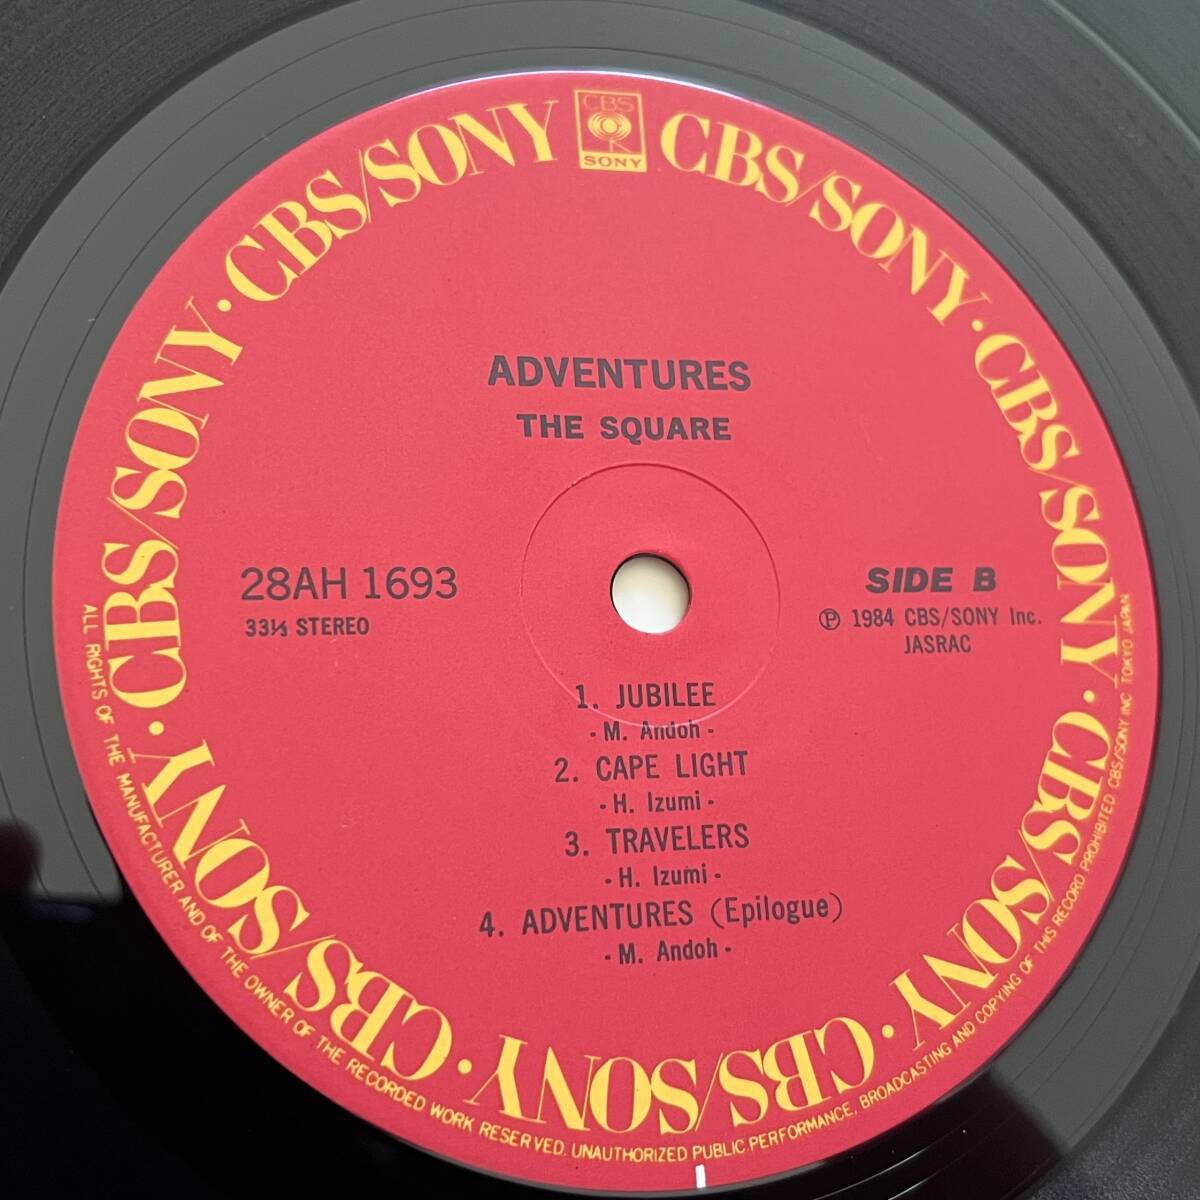 CBS
SONY
CBS/SONY · CBS/SONY · CBS/SONY · CBS/SONY · CBS/SONY · CBS/SONY · CBS/SONY · CBS/SONY
ADVENTURES
THE SQUARE
28AH 1693
33⅓ STEREO
SIDE B
Ⓟ 1984 CBS/SONY Inc.
JASRAC
1. JUBILEE
- M. Andoh -
2. CAPE LIGHT
- H. Izumi -
3. TRAVELERS
- H. Izumi -
4. ADVENTURES (Epilogue)
- M. Andoh -
ALL RIGHTS OF THE MANUFACTURER AND OF THE OWNER OF THE RECORDED WORK RESERVED. UNAUTHORIZED PUBLIC PERFORMANCE, BROADCASTING AND COPYING OF THIS RECORD PROHIBITED. CBS/SONY INC. TOKYO JAPAN